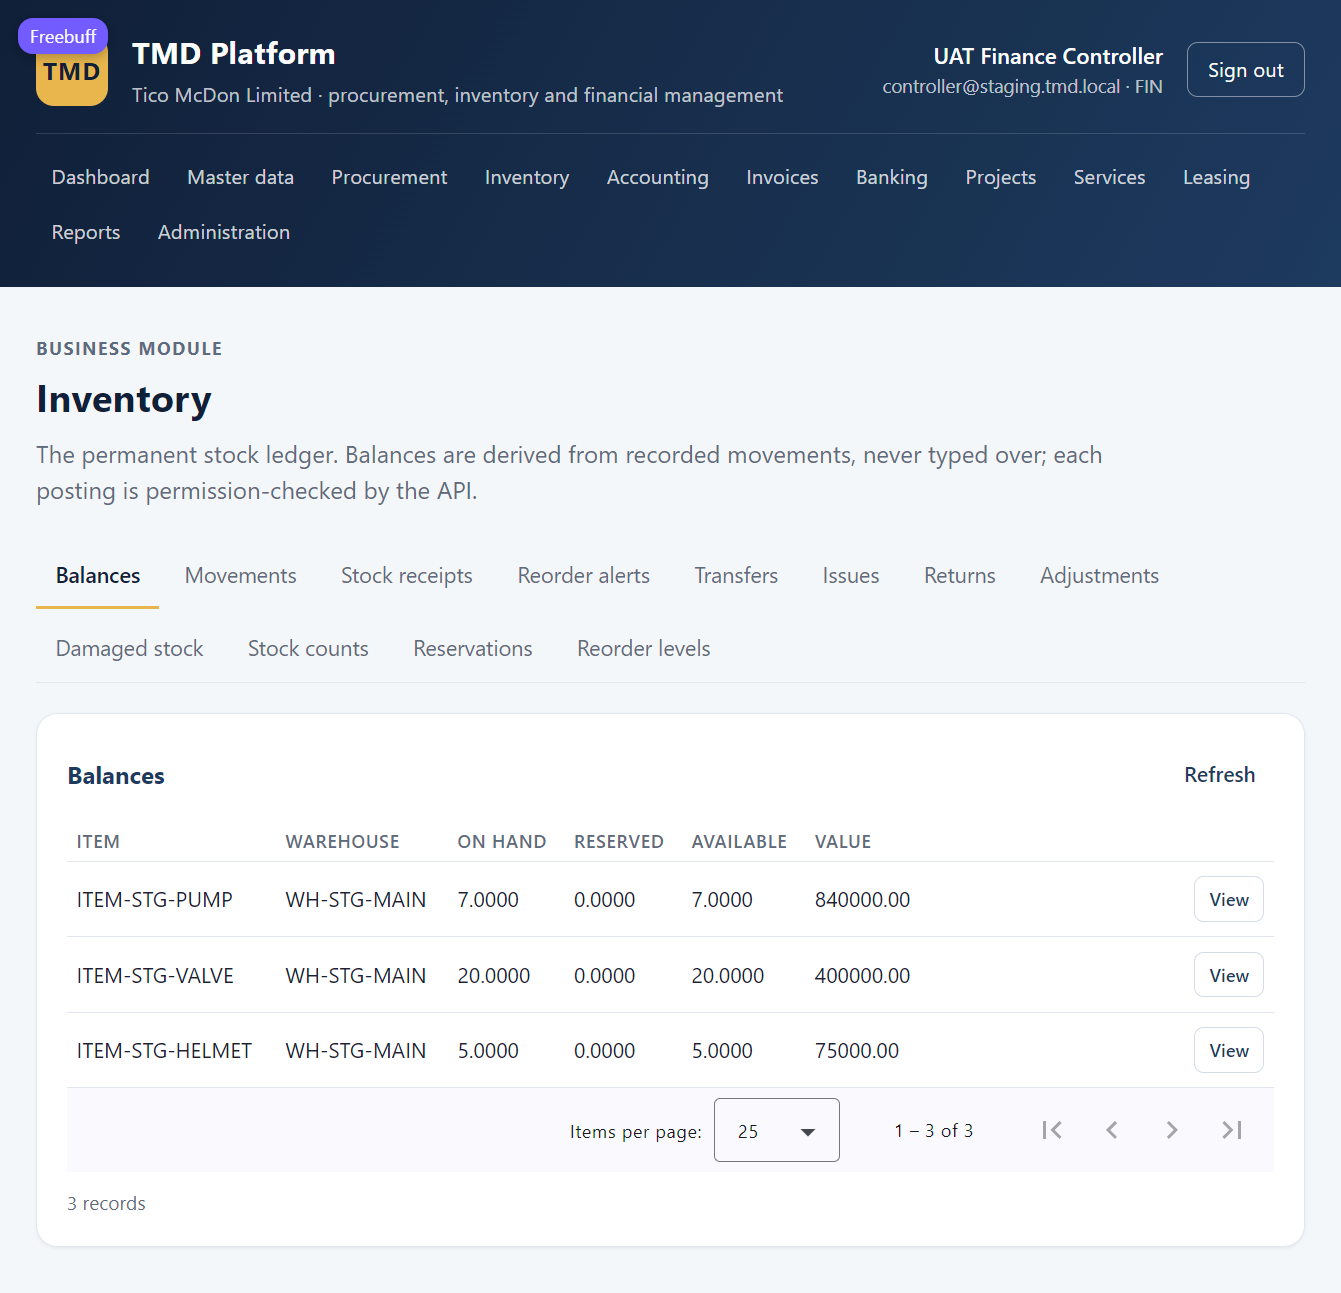 Freebuff
TMD
TMD Platform
Tico McDon Limited · procurement, inventory and financial management
UAT Finance Controller
controller@staging.tmd.local · FIN
Sign out
Dashboard Master data Procurement Inventory Accounting Invoices Banking Projects Services Leasing
Reports Administration
BUSINESS MODULE
Inventory
The permanent stock ledger. Balances are derived from recorded movements, never typed over; each
posting is permission-checked by the API.
Balances Movements Stock receipts Reorder alerts Transfers Issues Returns Adjustments
Damaged stock Stock counts Reservations Reorder levels
Balances Refresh
ITEM WAREHOUSE ON HAND RESERVED AVAILABLE VALUE
ITEM-STG-PUMP WH-STG-MAIN 7.0000 0.0000 7.0000 840000.00 View
ITEM-STG-VALVE WH-STG-MAIN 20.0000 0.0000 20.0000 400000.00 View
ITEM-STG-HELMET WH-STG-MAIN 5.0000 0.0000 5.0000 75000.00 View
Items per page: 25 1 – 3 of 3
3 records